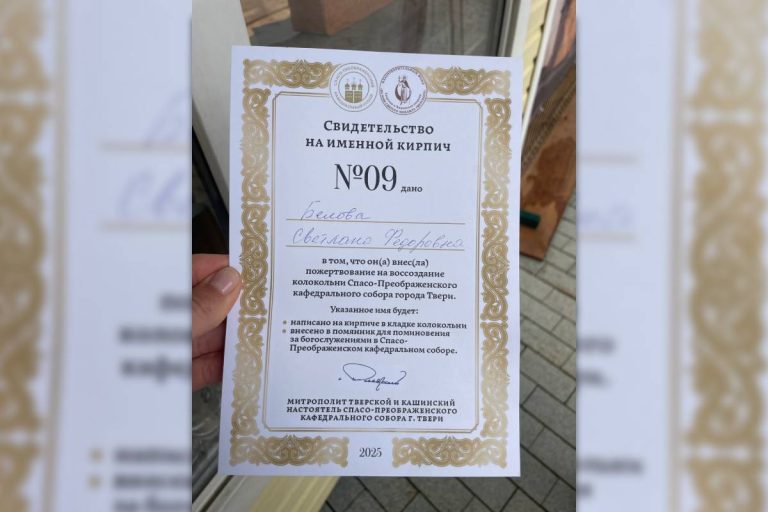 Свидетельство
на именной кирпич
№09 дано
Белова
Светлана Федоровна
в том, что он(а) внес(ла)
пожертвование на воссоздание
колокольни Спасо-Преображенского
кафедрального собора города Твери.
Указанное имя будет:
написано на кирпиче в кладке колокольни
внесено в помянник для поминовения
за богослужениями в Спасо-
Преображенском кафедральном соборе.
МИТРОПОЛИТ ТВЕРСКОЙ И КАШИНСКИЙ
НАСТОЯТЕЛЬ СПАСО-ПРЕОБРАЖЕНСКОГО
КАФЕДРАЛЬНОГО СОБОРА Г. ТВЕРИ
2025